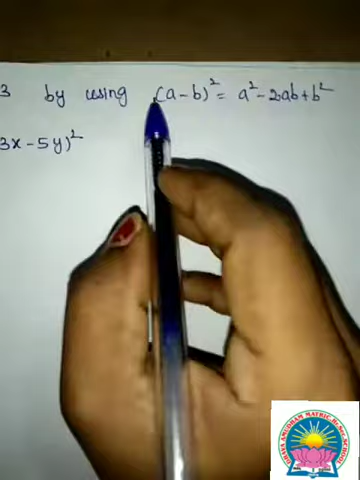 3 by using (a - b)² = a² - 2ab + b²
3x - 5y)²